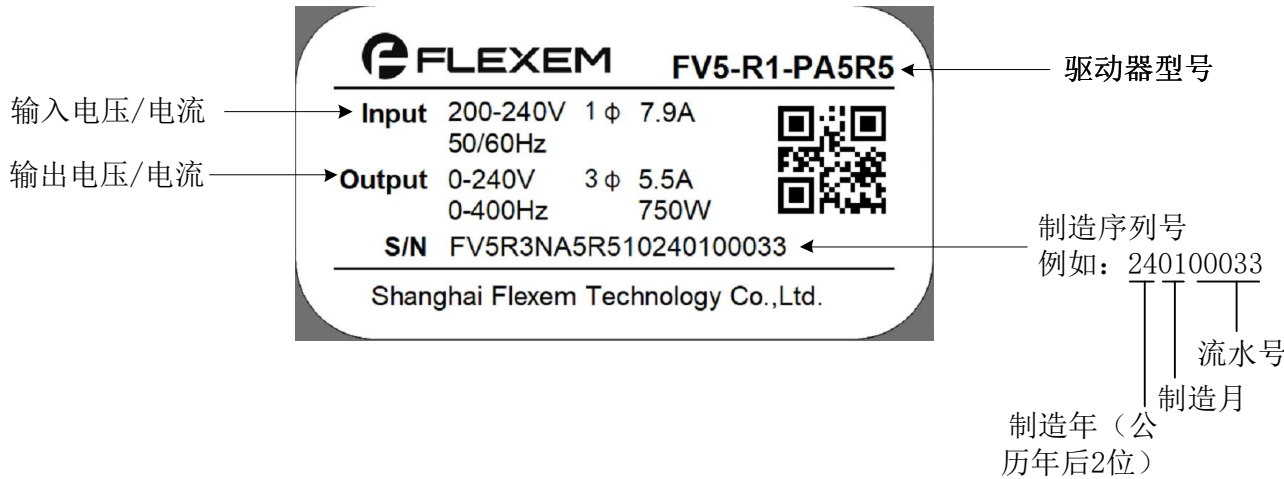 FLEXEM
FV5-R1-PA5R5
驱动器型号
输入电压/电流
Input 200-240V 1ф 7.9A
50/60Hz
输出电压/电流
Output 0-240V 3ф 5.5A
0-400Hz 750W
S/N FV5R3NA5R510240100033
制造序列号
例如：240100033
Shanghai Flexem Technology Co.,Ltd.
流水号
制造月
制造年（公
历年后2位）